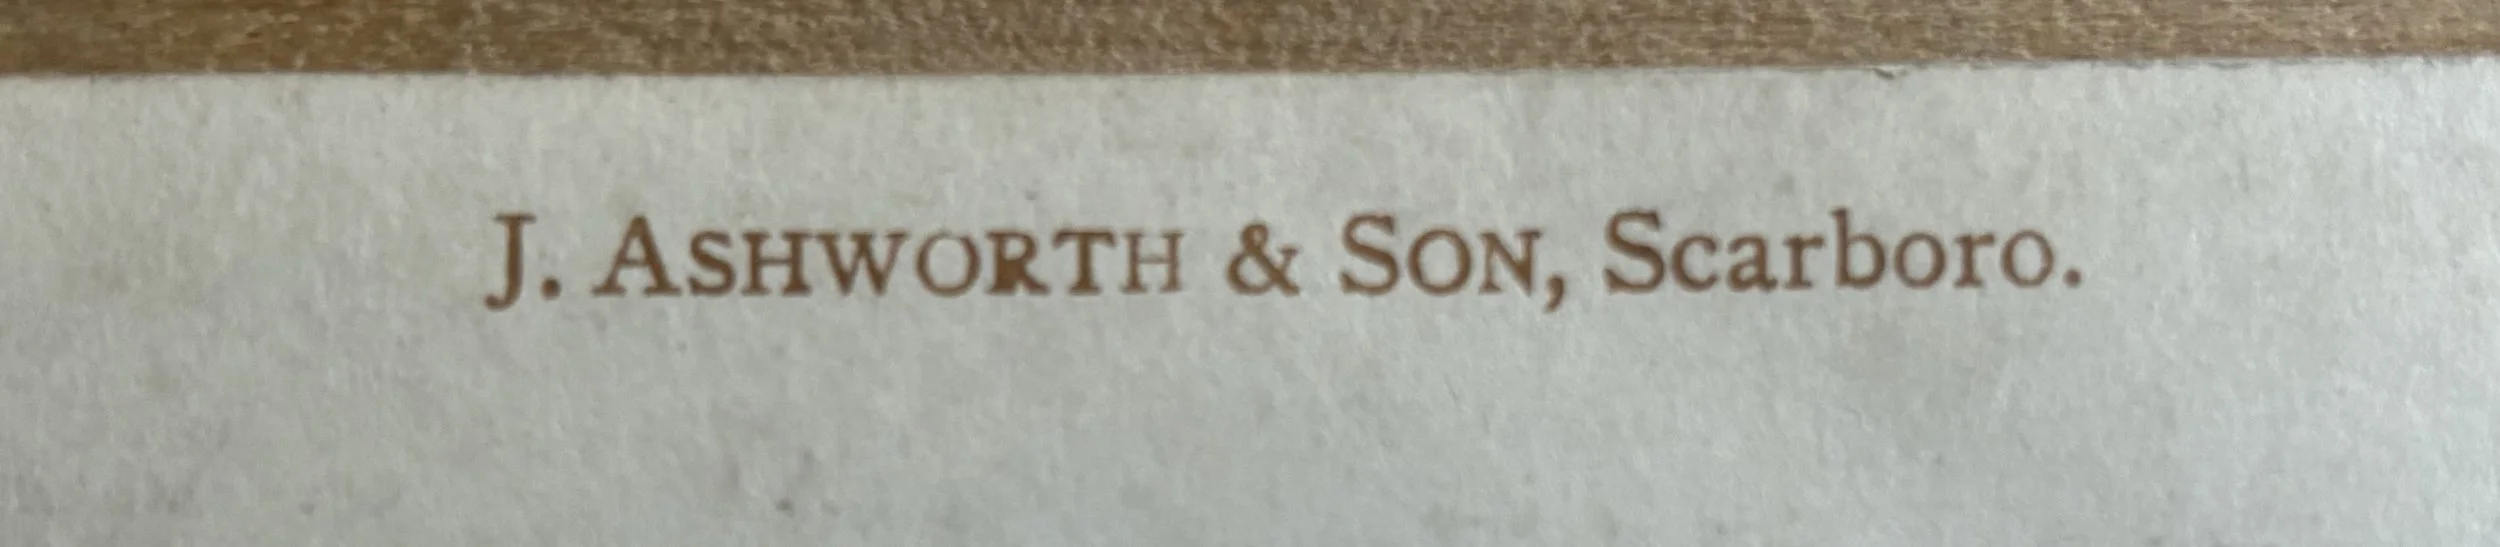 J. ASHWORTH & SON, Scarboro.